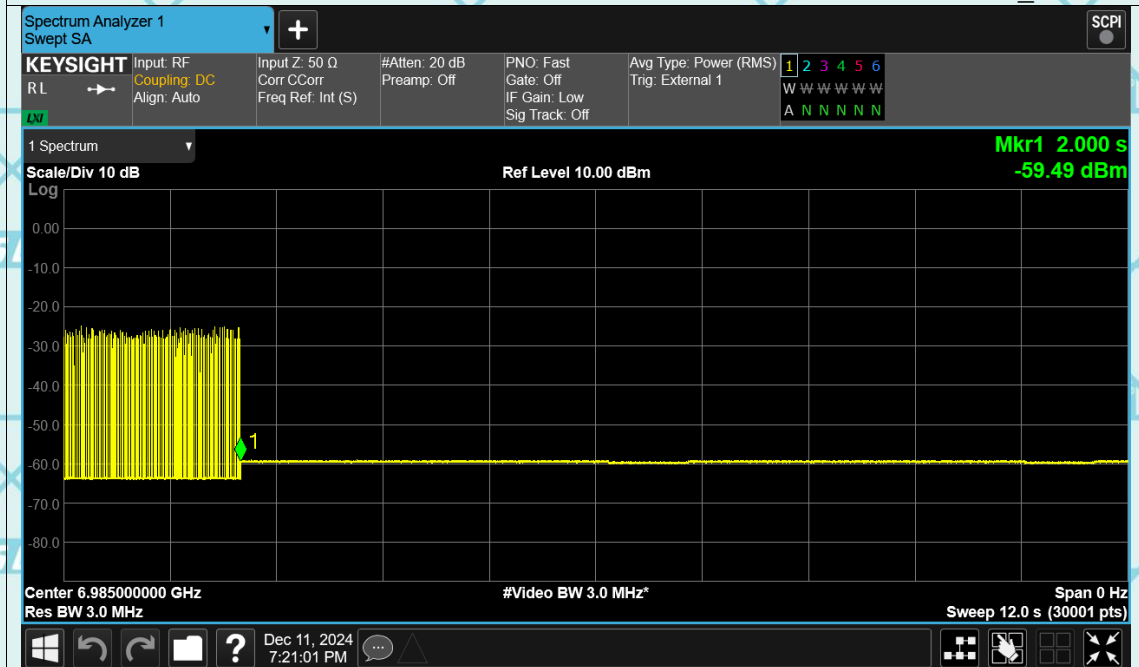 Spectrum Analyzer 1
Swept SA
+
SCPI
KEYSIGHT
RL
LXI
Input: RF
Coupling: DC
Align: Auto
Input Z: 50 Ω
Corr CCorr
Freq Ref: Int (S)
#Atten: 20 dB
Preamp: Off
PNO: Fast
Gate: Off
IF Gain: Low
Sig Track: Off
Avg Type: Power (RMS)
Trig: External 1
1 2 3 4 5 6
W W W W W W
A N N N N N
1 Spectrum
Mkr1 2.000 s
-59.49 dBm
Scale/Div 10 dB
Ref Level 10.00 dBm
Log
0.00
-10.0
-20.0
-30.0
-40.0
-50.0
1
-60.0
-70.0
-80.0
Center 6.985000000 GHz
#Video BW 3.0 MHz*
Span 0 Hz
Res BW 3.0 MHz
Sweep 12.0 s (30001 pts)
?
Dec 11, 2024
7:21:01 PM